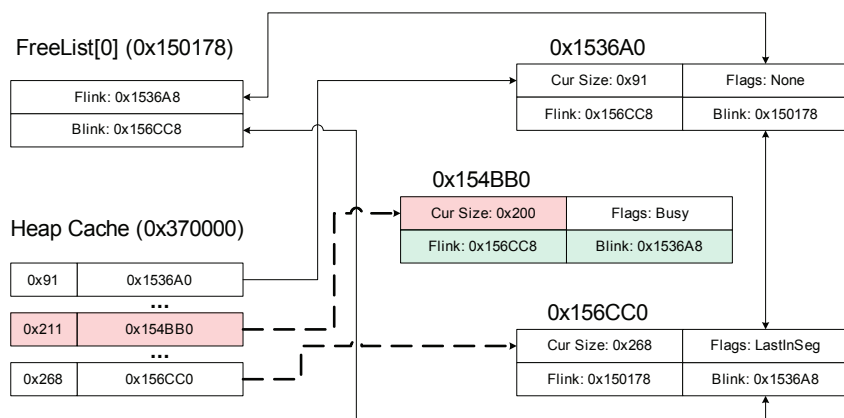 FreeList[0] (0x150178)
Flink: 0x1536A8
Blink: 0x156CC8
0x1536A0
Cur Size: 0x91 Flags: None
Flink: 0x156CC8 Blink: 0x150178
0x154BB0
Cur Size: 0x200 Flags: Busy
Flink: 0x156CC8 Blink: 0x1536A8
Heap Cache (0x370000)
0x91 0x1536A0
...
0x211 0x154BB0
...
0x268 0x156CC0
0x156CC0
Cur Size: 0x268 Flags: LastInSeg
Flink: 0x150178 Blink: 0x1536A8